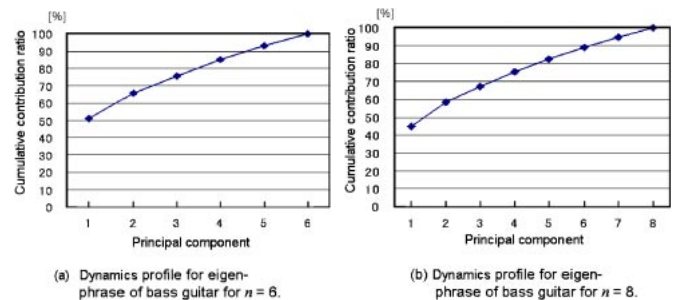 [%]
Cumulative contribution ratio
100
90
80
70
60
50
40
30
20
10
0
1 2 3 4 5 6
Principal component
(a) Dynamics profile for eigen-
phrase of bass guitar for n = 6.
[%]
Cumulative contribution ratio
100
90
80
70
60
50
40
30
20
10
0
1 2 3 4 5 6 7 8
Principal component
(b) Dynamics profile for eigen-
phrase of bass guitar for n = 8.